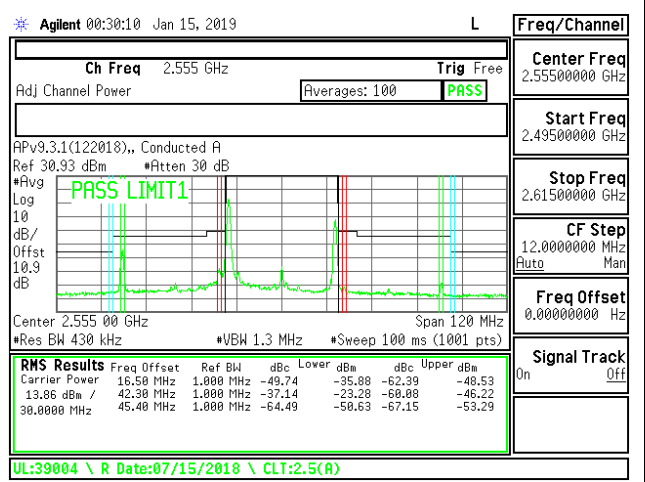 Agilent 00:30:10 Jan 15, 2019 L
Freq/Channel
Ch Freq 2.555 GHz Trig Free
Adj Channel Power Averages: 100 PASS
APv9.3.1(122018),, Conducted A
Ref 30.93 dBm #Atten 30 dB
#Avg
Log
10
dB/
Offst
10.9
dB
PASS LIMIT1
Center 2.555 00 GHz Span 120 MHz
#Res BW 430 kHz #VBW 1.3 MHz #Sweep 100 ms (1001 pts)
RMS Results Freq Offset Ref BW dBc Lower dBm dBc Upper dBm
Carrier Power 16.50 MHz 1.000 MHz -49.74 -35.88 -62.39 -48.53
13.86 dBm / 42.30 MHz 1.000 MHz -37.14 -23.28 -60.08 -46.22
30.0000 MHz 45.40 MHz 1.000 MHz -64.49 -50.63 -67.15 -53.29
UL:39004 \ R Date:07/15/2018 \ CLT:2.5(A)
Center Freq
2.55500000 GHz
Start Freq
2.49500000 GHz
Stop Freq
2.61500000 GHz
CF Step
12.0000000 MHz
Auto Man
Freq Offset
0.00000000 Hz
Signal Track
On Off